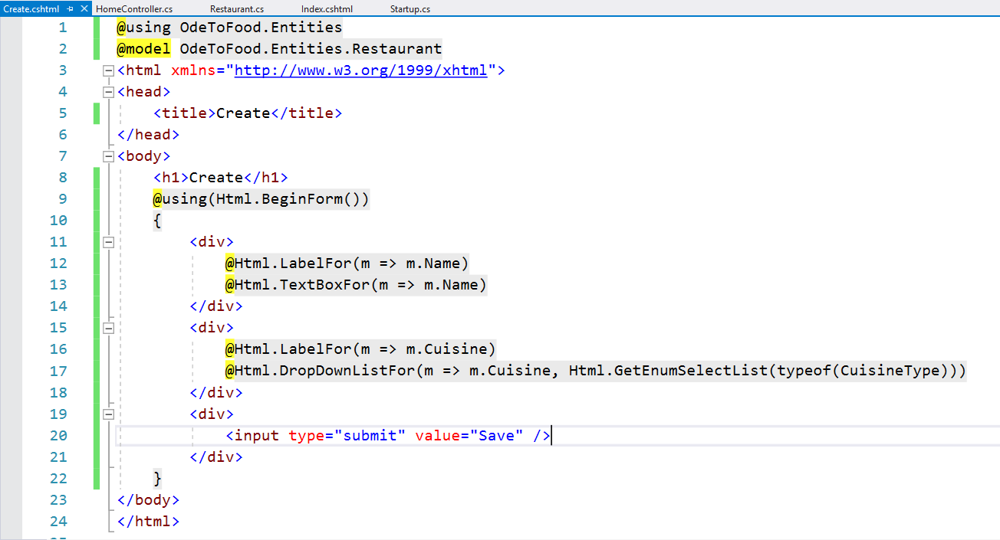 Create.cshtml HomeController.cs Restaurant.cs Index.cshtml Startup.cs
1 @using OdeToFood.Entities
2 @model OdeToFood.Entities.Restaurant
3 <html xmlns="http://www.w3.org/1999/xhtml">
4 <head>
5     <title>Create</title>
6 </head>
7 <body>
8     <h1>Create</h1>
9     @using(Html.BeginForm())
10     {
11         <div>
12             @Html.LabelFor(m => m.Name)
13             @Html.TextBoxFor(m => m.Name)
14         </div>
15         <div>
16             @Html.LabelFor(m => m.Cuisine)
17             @Html.DropDownListFor(m => m.Cuisine, Html.GetEnumSelectList(typeof(CuisineType)))
18         </div>
19         <div>
20             <input type="submit" value="Save" />
21         </div>
22     }
23 </body>
24 </html>